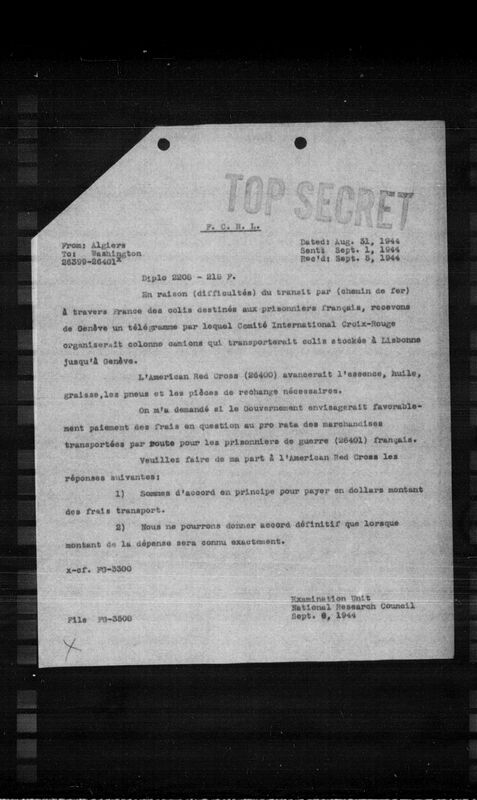 TOP SECRET
F. C. N. L.
From: Algiers
To: Washington
26399-26401x
Dated: Aug. 31, 1944
Sent: Sept. 1, 1944
Rec'd: Sept. 5, 1944
Diplo 2208 - 219 F.
En raison (difficultés) du transit par (chemin de fer)
à travers France des colis destinés aux prisonniers français, recevons
de Genève un télégramme par lequel Comité International Croix-Rouge
organiserait colonne camions qui transporterait colis stockés à Lisbonne
jusqu'à Genève.
L'American Red Cross (26400) avancerait l'essence, huile,
graisse,les pneus et les pièces de rechange nécessaires.
On m'a demandé si le Gouvernement envisagerait favorable-
ment paiement des frais en question au pro rata des marchandises
transportées par route pour les prisonniers de guerre (26401) français.
Veuillez faire de ma part à l'American Red Cross les
réponses suivantes:
1) Sommes d'accord en principe pour payer en dollars montant
des frais transport.
2) Nous ne pourrons donner accord définitif que lorsque
montant de la dépense sera connu exactement.
x-cf. FG-3300
Examination Unit
National Research Council
Sept. 6, 1944
File FG-3500
X